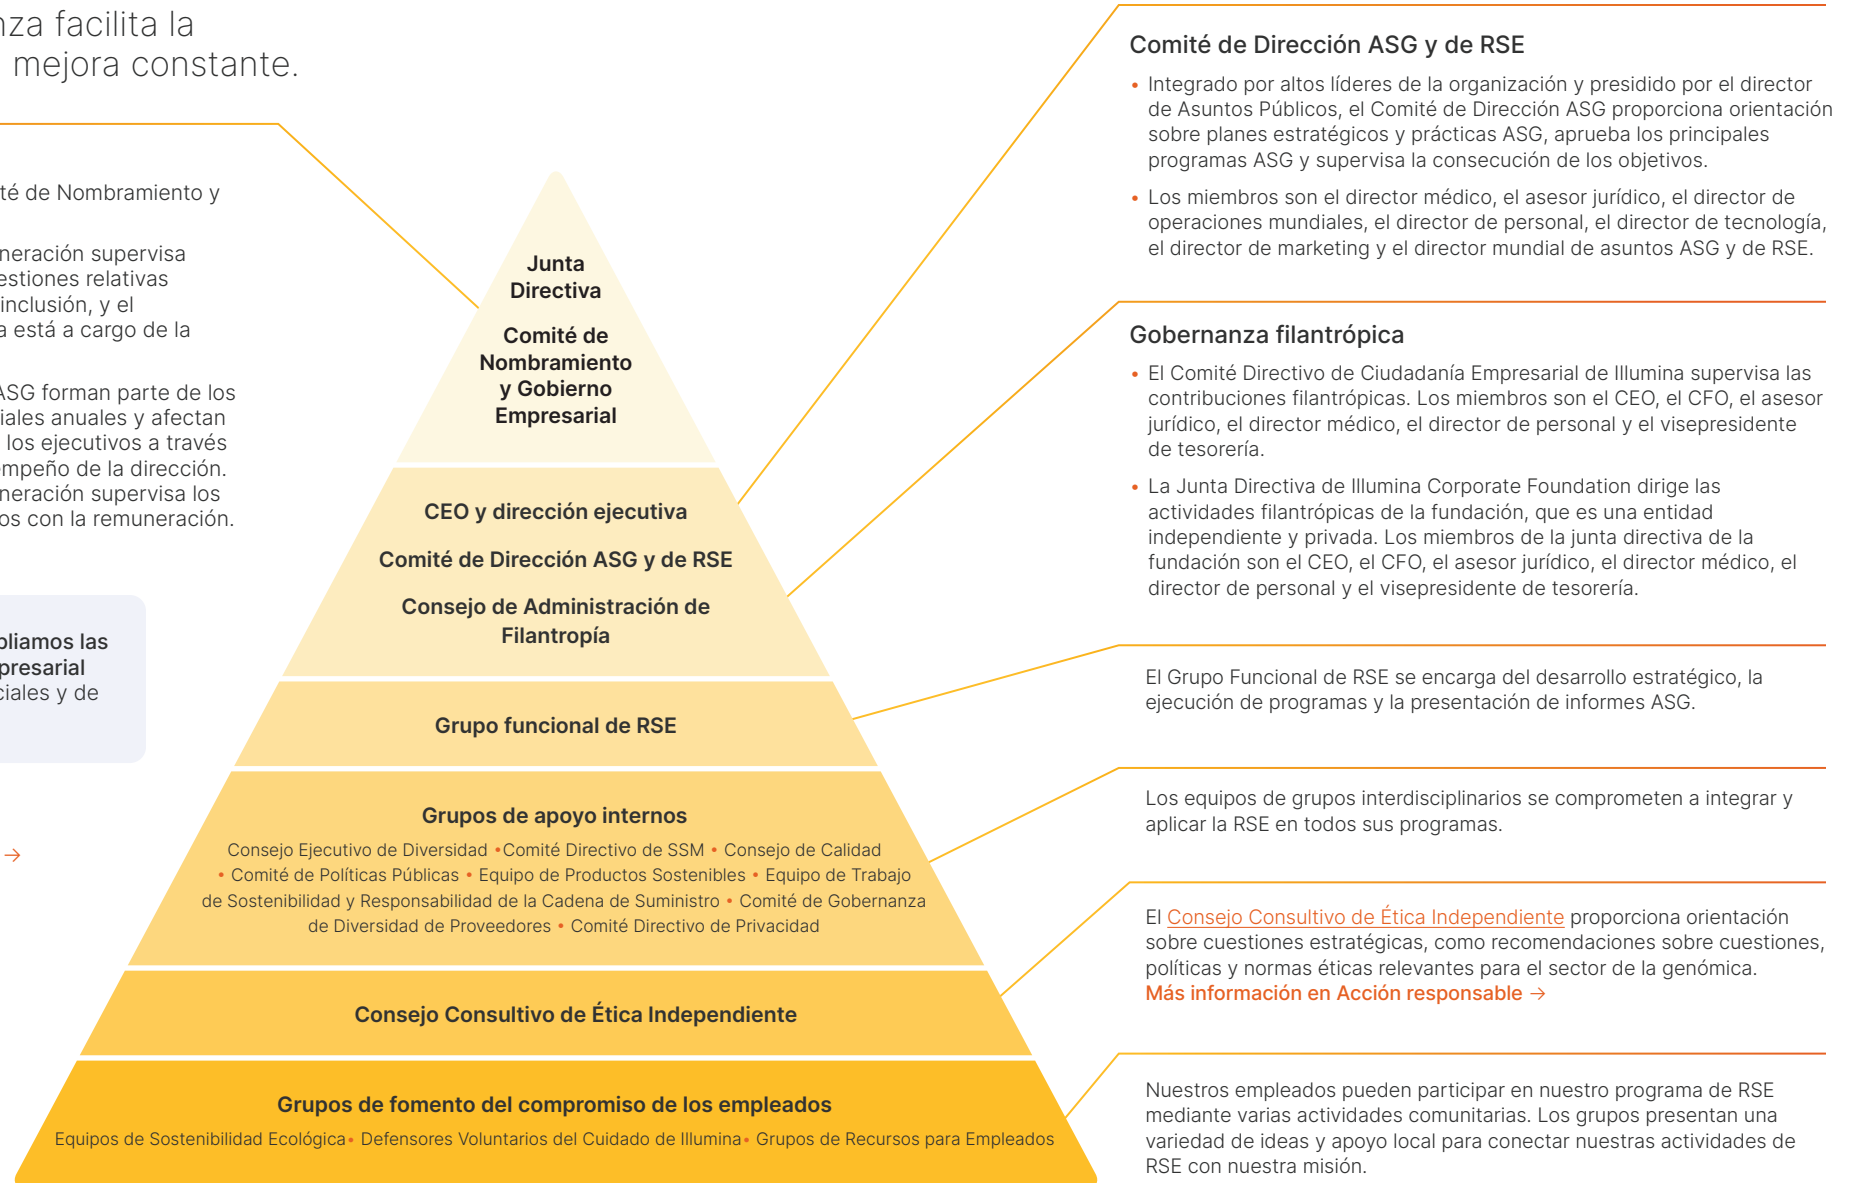 facilita la
mejora constante.
de Nombramiento y
supervisa
relativas
inclusión, y el
está a cargo de la
ASG forman parte de los
anuales y afectan
los ejecutivos a través
de la dirección.
supervisa los
con la remuneración.
las
y de
→
Junta
Directiva
Comité de
Nombramiento
y Gobierno
Empresarial
CEO y dirección ejecutiva
Comité de Dirección ASG y de RSE
Consejo de Administración de
Filantropía
Grupo funcional de RSE
Grupos de apoyo internos
Consejo Ejecutivo de Diversidad •Comité Directivo de SSM • Consejo de Calidad
• Comité de Políticas Públicas • Equipo de Productos Sostenibles • Equipo de Trabajo
de Sostenibilidad y Responsabilidad de la Cadena de Suministro • Comité de Gobernanza
de Diversidad de Proveedores • Comité Directivo de Privacidad
Consejo Consultivo de Ética Independiente
Grupos de fomento del compromiso de los empleados
Equipos de Sostenibilidad Ecológica• Defensores Voluntarios del Cuidado de Illumina• Grupos de Recursos para Empleados
Comité de Dirección ASG y de RSE
• Integrado por altos líderes de la organización y presidido por el director
de Asuntos Públicos, el Comité de Dirección ASG proporciona orientación
sobre planes estratégicos y prácticas ASG, aprueba los principales
programas ASG y supervisa la consecución de los objetivos.
• Los miembros son el director médico, el asesor jurídico, el director de
operaciones mundiales, el director de personal, el director de tecnología,
el director de marketing y el director mundial de asuntos ASG y de RSE.
Gobernanza filantrópica
• El Comité Directivo de Ciudadanía Empresarial de Illumina supervisa las
contribuciones filantrópicas. Los miembros son el CEO, el CFO, el asesor
jurídico, el director médico, el director de personal y el visepresidente
de tesorería.
• La Junta Directiva de Illumina Corporate Foundation dirige las
actividades filantrópicas de la fundación, que es una entidad
independiente y privada. Los miembros de la junta directiva de la
fundación son el CEO, el CFO, el asesor jurídico, el director médico, el
director de personal y el visepresidente de tesorería.
El Grupo Funcional de RSE se encarga del desarrollo estratégico, la
ejecución de programas y la presentación de informes ASG.
Los equipos de grupos interdisciplinarios se comprometen a integrar y
aplicar la RSE en todos sus programas.
El Consejo Consultivo de Ética Independiente proporciona orientación
sobre cuestiones estratégicas, como recomendaciones sobre cuestiones,
políticas y normas éticas relevantes para el sector de la genómica.
Más información en Acción responsable →
Nuestros empleados pueden participar en nuestro programa de RSE
mediante varias actividades comunitarias. Los grupos presentan una
variedad de ideas y apoyo local para conectar nuestras actividades de
RSE con nuestra misión.